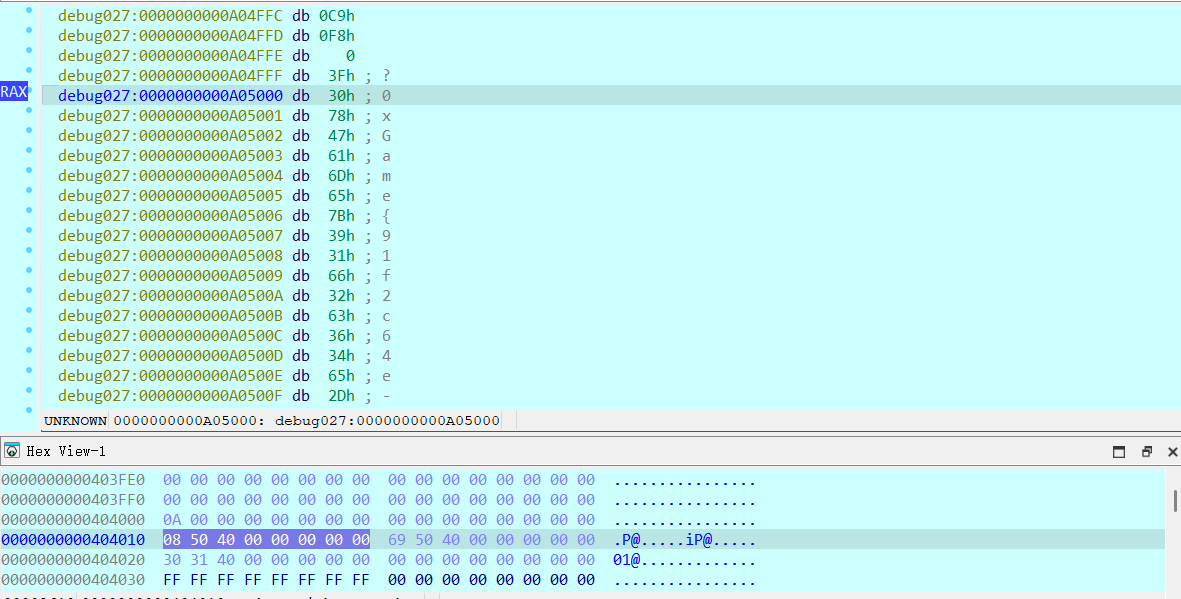 debug027:0000000000A04FFC db 0C9h
debug027:0000000000A04FFD db 0F8h
debug027:0000000000A04FFE db    0
debug027:0000000000A04FFF db  3Fh ; ?
RAX debug027:0000000000A05000 db  30h ; 0
debug027:0000000000A05001 db  78h ; x
debug027:0000000000A05002 db  47h ; G
debug027:0000000000A05003 db  61h ; a
debug027:0000000000A05004 db  6Dh ; m
debug027:0000000000A05005 db  65h ; e
debug027:0000000000A05006 db  7Bh ; {
debug027:0000000000A05007 db  39h ; 9
debug027:0000000000A05008 db  31h ; 1
debug027:0000000000A05009 db  66h ; f
debug027:0000000000A0500A db  32h ; 2
debug027:0000000000A0500B db  63h ; c
debug027:0000000000A0500C db  36h ; 6
debug027:0000000000A0500D db  34h ; 4
debug027:0000000000A0500E db  65h ; e
debug027:0000000000A0500F db  2Dh ; -
UNKNOWN 0000000000A05000: debug027:0000000000A05000
Hex View-1
0000000000403FE0  00 00 00 00 00 00 00 00  00 00 00 00 00 00 00 00  ................
0000000000403FF0  00 00 00 00 00 00 00 00  00 00 00 00 00 00 00 00  ................
0000000000404000  0A 00 00 00 00 00 00 00  00 00 00 00 00 00 00 00  ................
0000000000404010  08 50 40 00 00 00 00 00  69 50 40 00 00 00 00 00  .P@.....iP@.....
0000000000404020  30 31 40 00 00 00 00 00  00 00 00 00 00 00 00 00  01@.............
0000000000404030  FF FF FF FF FF FF FF FF  00 00 00 00 00 00 00 00  ................